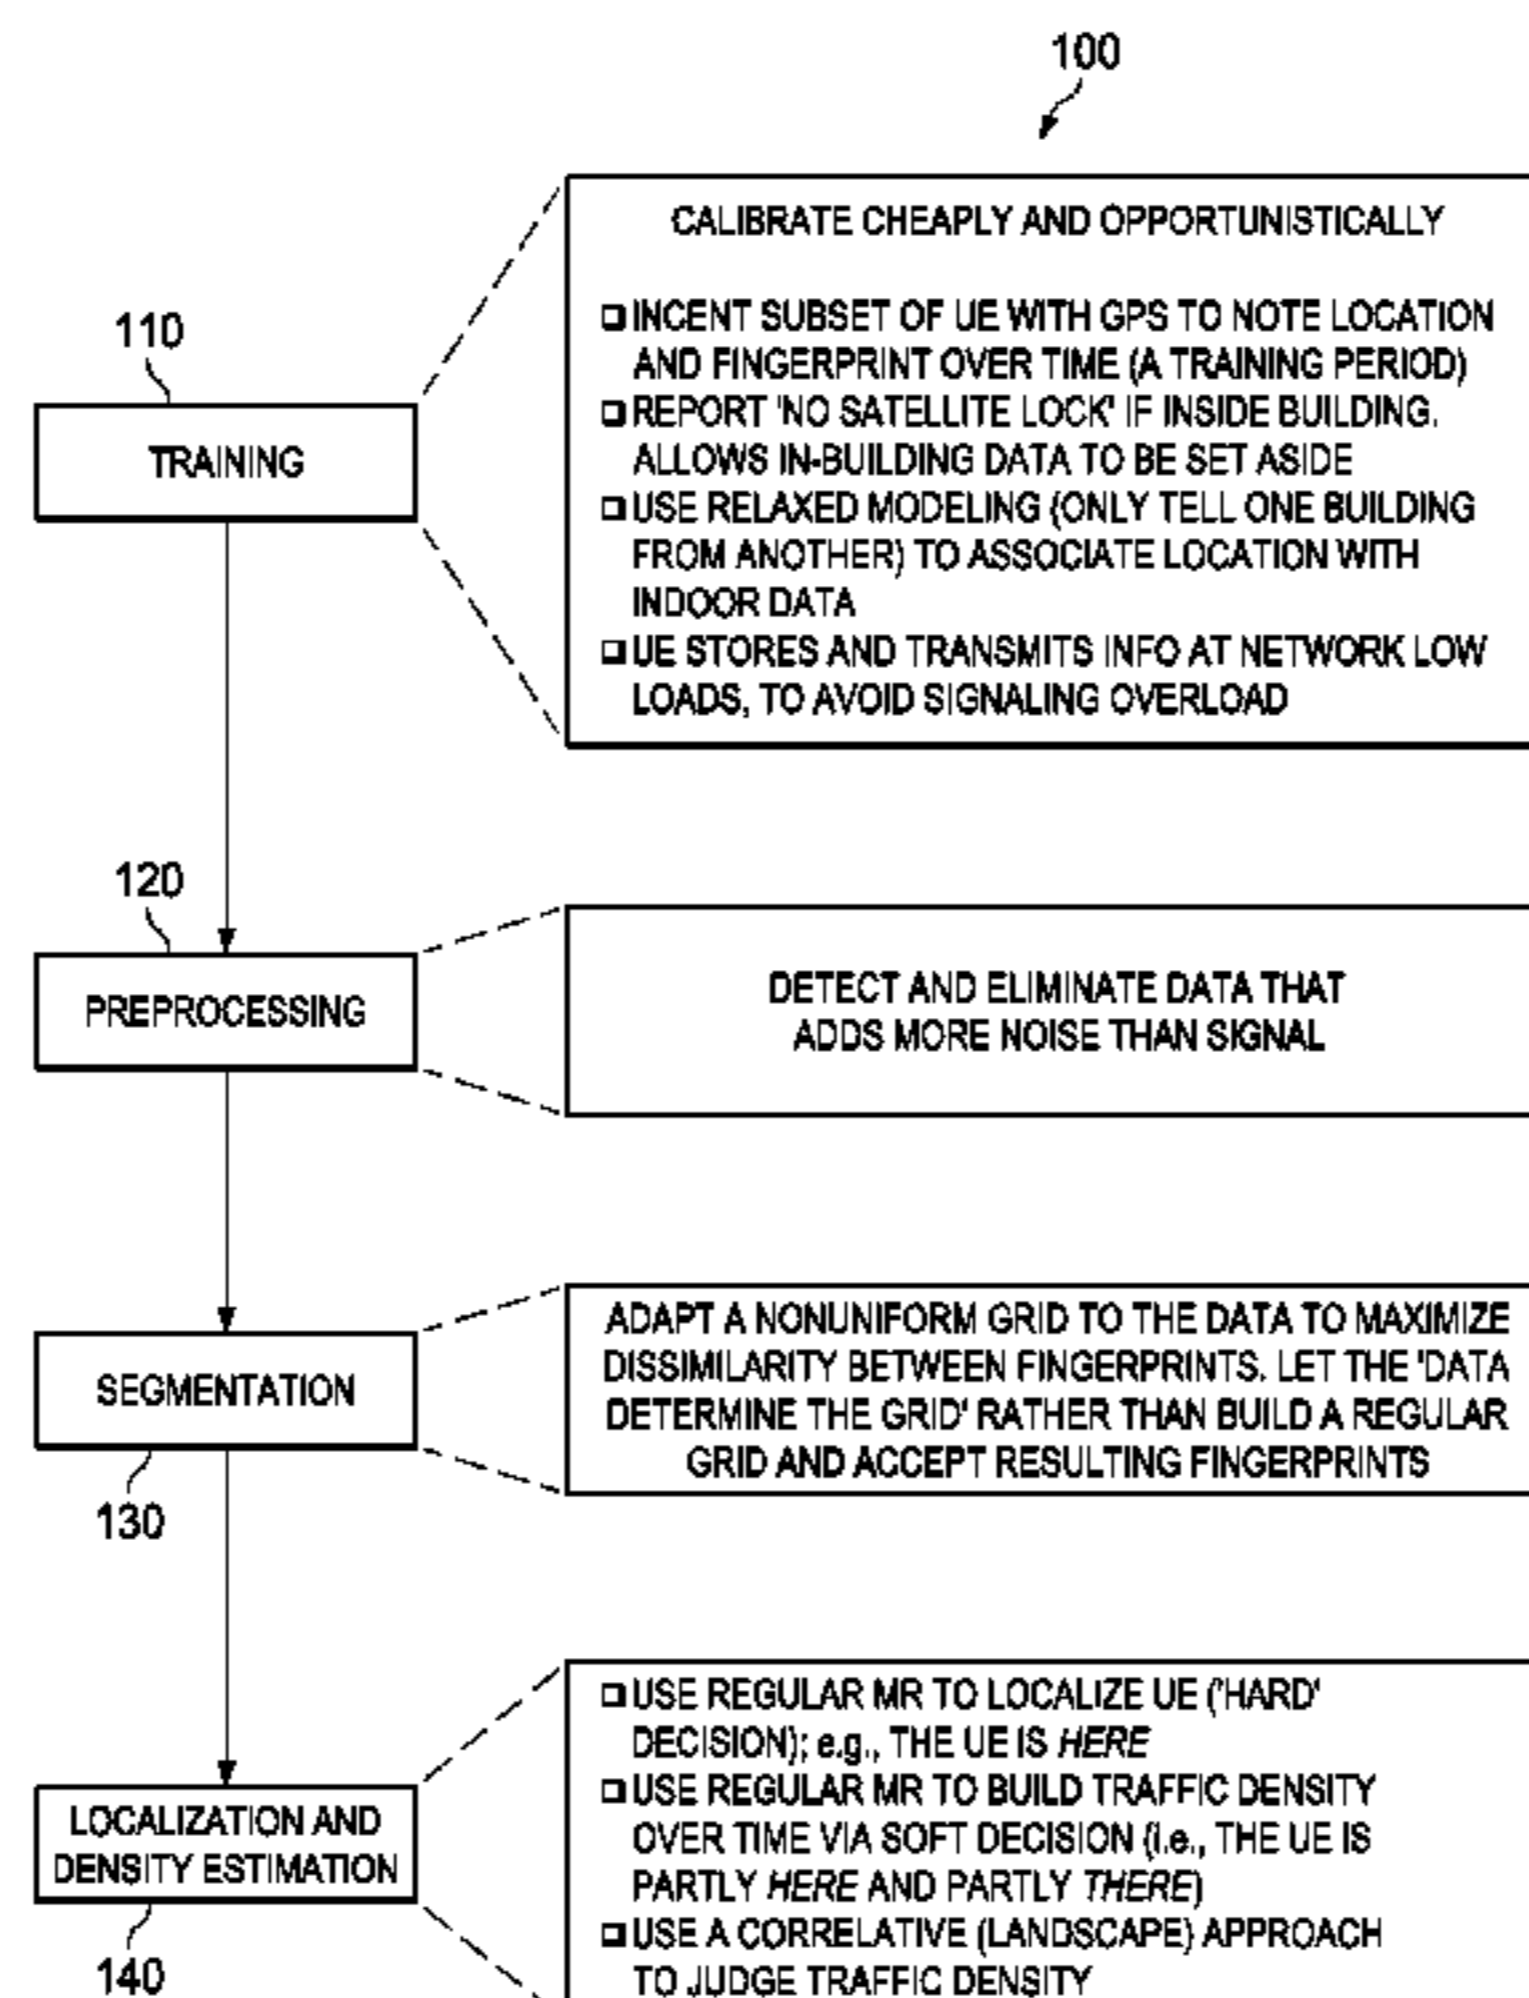 100
CALIBRATE CHEAPLY AND OPPORTUNISTICALLY
INCENT SUBSET OF UE WITH GPS TO NOTE LOCATION
AND FINGERPRINT OVER TIME (A TRAINING PERIOD)
REPORT 'NO SATELLITE LOCK' IF INSIDE BUILDING.
ALLOWS IN-BUILDING DATA TO BE SET ASIDE
USE RELAXED MODELING (ONLY TELL ONE BUILDING
FROM ANOTHER) TO ASSOCIATE LOCATION WITH
INDOOR DATA
UE STORES AND TRANSMITS INFO AT NETWORK LOW
LOADS, TO AVOID SIGNALING OVERLOAD
110
TRAINING
120
PREPROCESSING
DETECT AND ELIMINATE DATA THAT
ADDS MORE NOISE THAN SIGNAL
SEGMENTATION
130
ADAPT A NONUNIFORM GRID TO THE DATA TO MAXIMIZE
DISSIMILARITY BETWEEN FINGERPRINTS. LET THE 'DATA
DETERMINE THE GRID' RATHER THAN BUILD A REGULAR
GRID AND ACCEPT RESULTING FINGERPRINTS
LOCALIZATION AND
DENSITY ESTIMATION
140
USE REGULAR MR TO LOCALIZE UE ('HARD'
DECISION); e.g., THE UE IS HERE
USE REGULAR MR TO BUILD TRAFFIC DENSITY
OVER TIME VIA SOFT DECISION (i.e., THE UE IS
PARTLY HERE AND PARTLY THERE)
USE A CORRELATIVE (LANDSCAPE) APPROACH
TO JUDGE TRAFFIC DENSITY